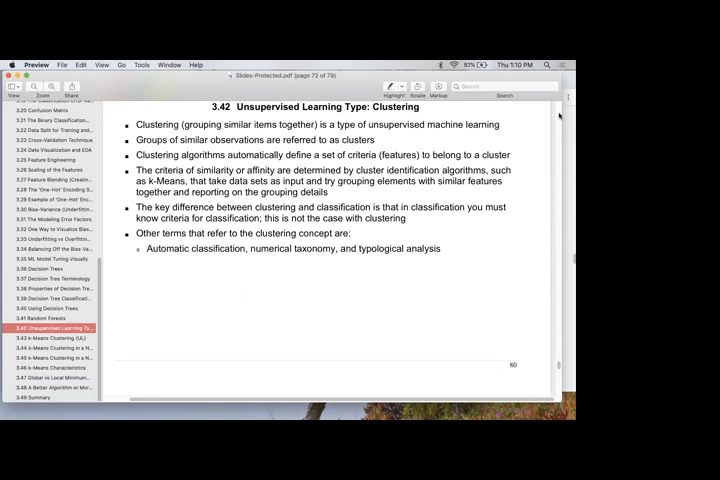 Preview File Edit View Go Tools Window Help
82% Thu 1:10 PM
Slides-Protected.pdf (page 72 of 79)
Search
View Zoom Share Highlight Rotate Markup Search
3.20 Confusion Matrix
3.21 The Binary Classification...
3.22 Data Split for Training and...
3.23 Cross-Validation Technique
3.24 Data Visualization and EDA
3.25 Feature Engineering
3.26 Scaling of the Features
3.27 Feature Blending (Creatin...
3.28 The 'One-Hot' Encoding S...
3.29 Example of 'One-Hot' Enc...
3.30 Bias-Variance (Underfittin...
3.31 The Modeling Error Factors
3.32 One Way to Visualize Bia...
3.33 Underfitting vs Overfittin...
3.34 Balancing Off the Bias-Va...
3.35 ML Model Tuning Visually
3.36 Decision Trees
3.37 Decision Tree Terminology
3.38 Properties of Decision Tre...
3.39 Decision Tree Classificati...
3.40 Using Decision Trees
3.41 Random Forests
3.42 Unsupervised Learning Ty...
3.43 k-Means Clustering (UL)
3.44 k-Means Clustering in a N...
3.45 k-Means Clustering in a N...
3.46 k-Means Characteristics
3.47 Global vs Local Minimum...
3.48 A Better Algorithm or Mor...
3.49 Summary
3.42 Unsupervised Learning Type: Clustering
Clustering (grouping similar items together) is a type of unsupervised machine learning
Groups of similar observations are referred to as clusters
Clustering algorithms automatically define a set of criteria (features) to belong to a cluster
The criteria of similarity or affinity are determined by cluster identification algorithms, such
as k-Means, that take data sets as input and try grouping elements with similar features
together and reporting on the grouping details
The key difference between clustering and classification is that in classification you must
know criteria for classification; this is not the case with clustering
Other terms that refer to the clustering concept are:
Automatic classification, numerical taxonomy, and typological analysis
80